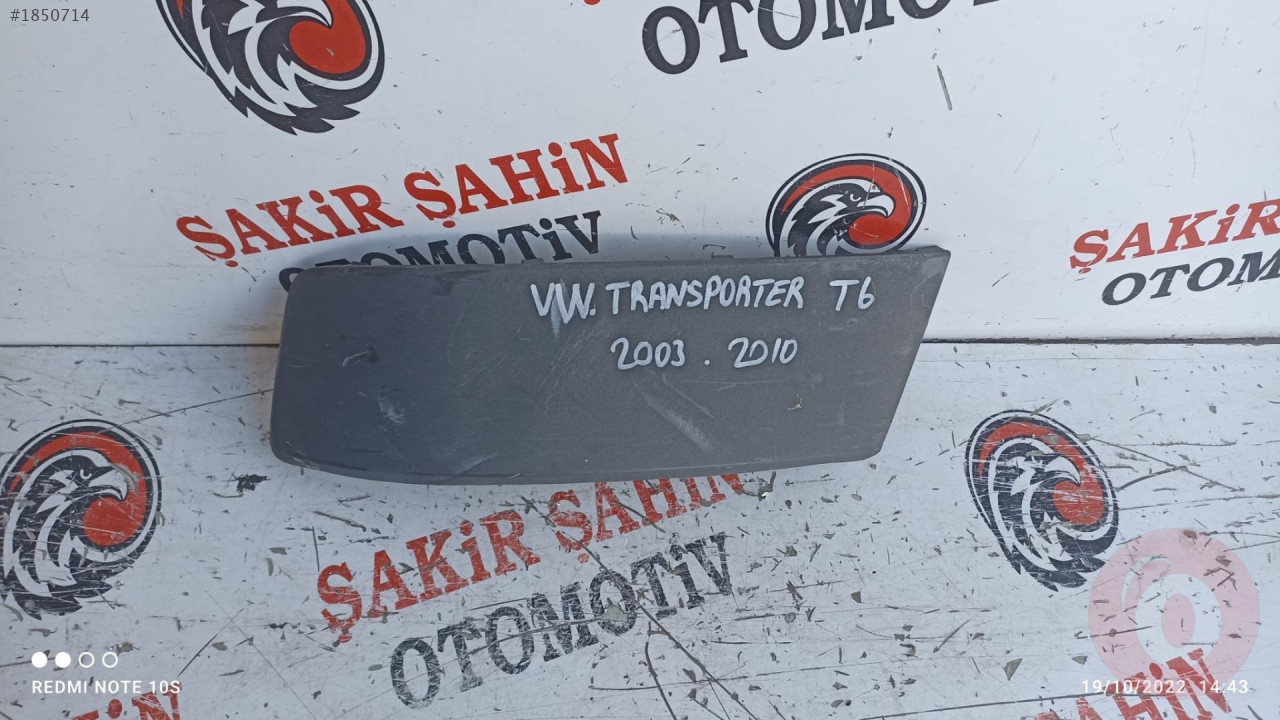 #1850714
OTOMOTİV
ŞAKİR ŞAHİN
OTOMOTİV
ŞAKİR
OTOMOTİV
VW. TRANSPORTER T6
2003 . 2010
ŞAKİR ŞAHİN
OTOMOTİV
REDMI NOTE 10S
19/10/2022 14:43
ŞAHİN